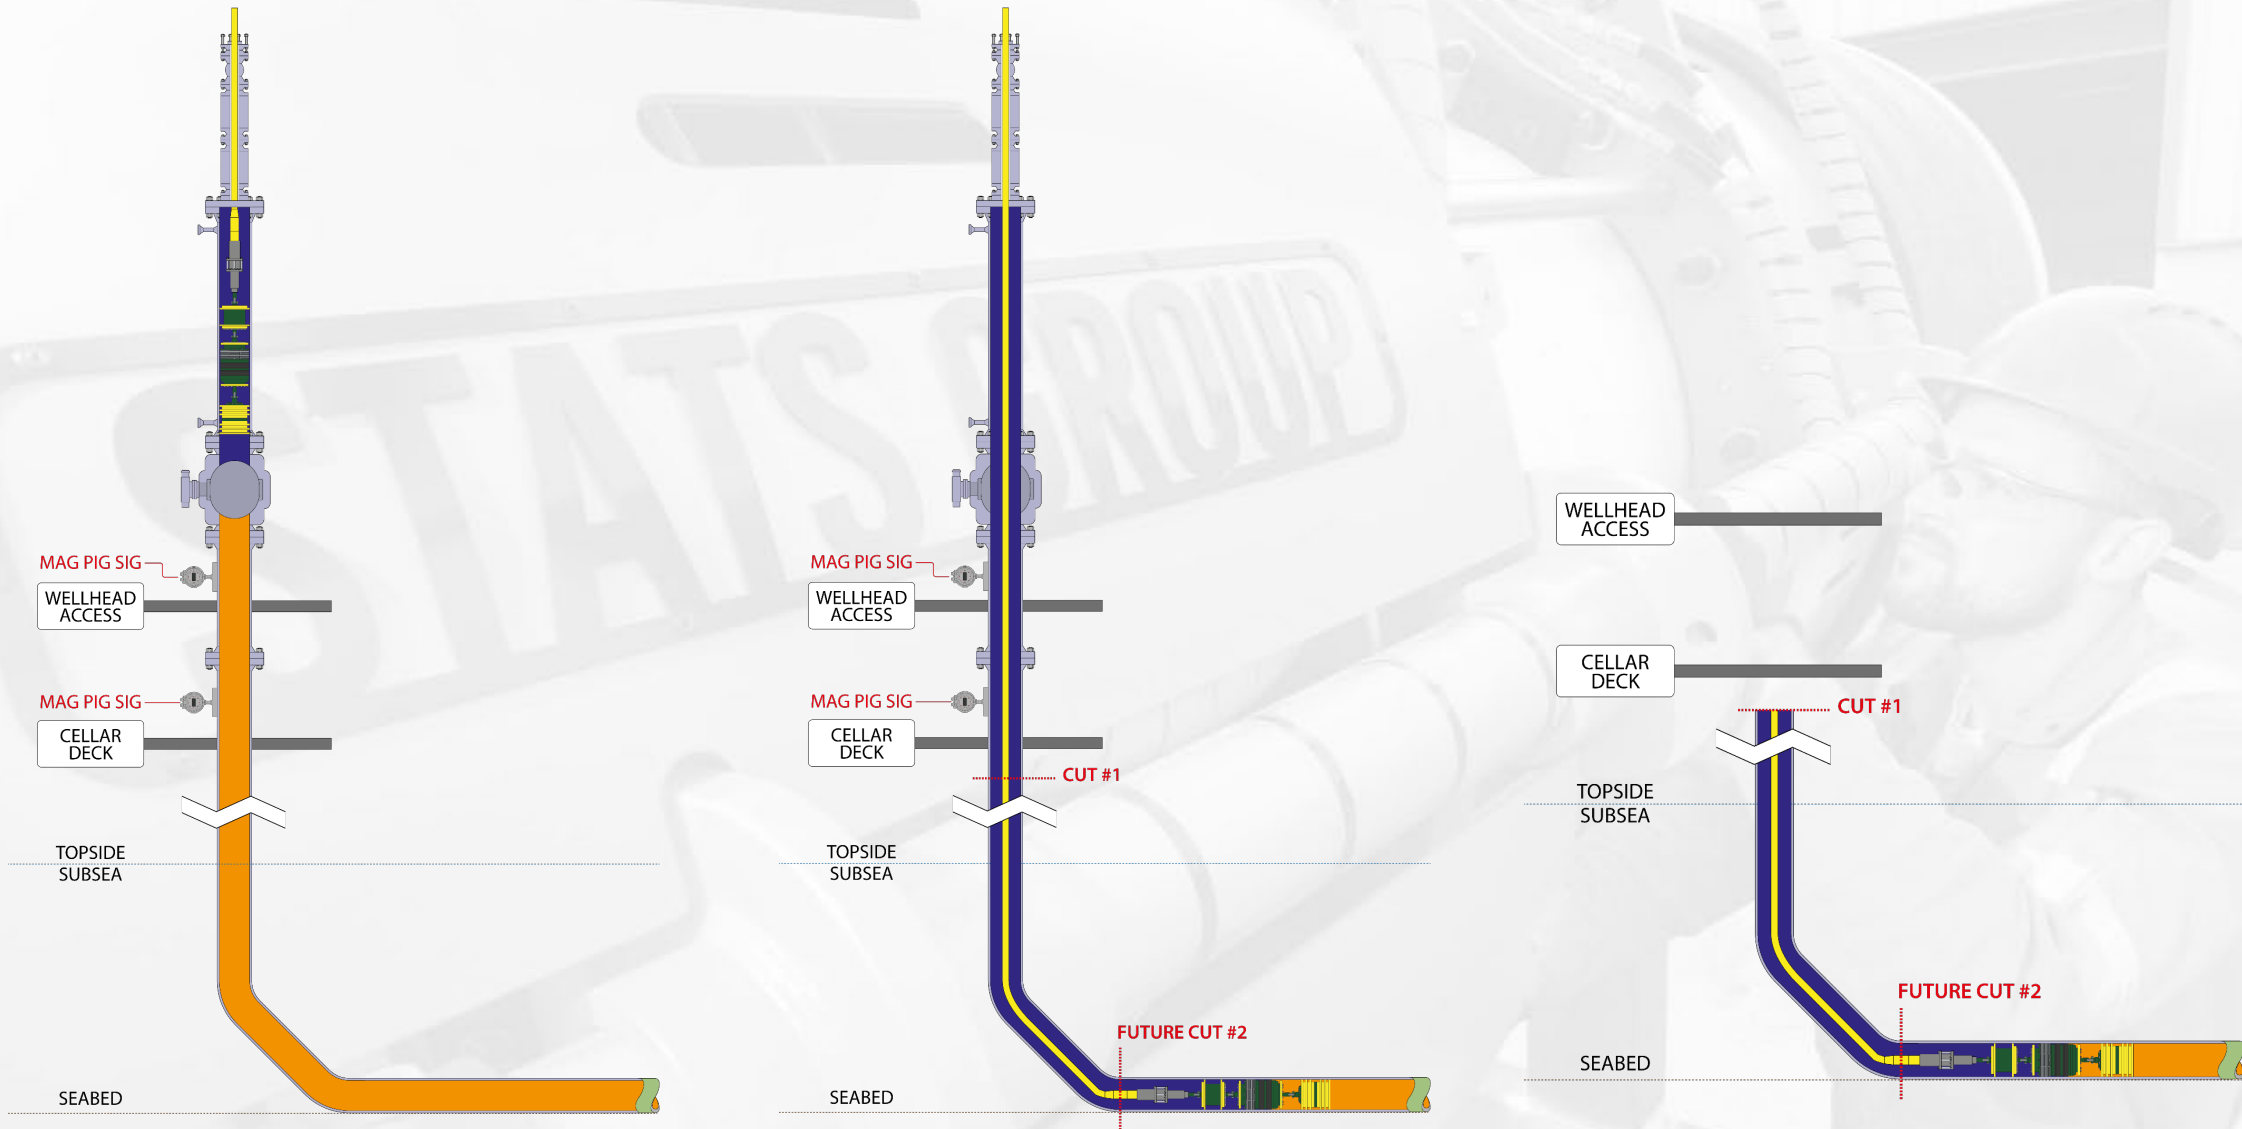 STATS GROUP
MAG PIG SIG
WELLHEAD
ACCESS
MAG PIG SIG
CELLAR
DECK
TOPSIDE
SUBSEA
SEABED
MAG PIG SIG
WELLHEAD
ACCESS
MAG PIG SIG
CELLAR
DECK
CUT #1
TOPSIDE
SUBSEA
FUTURE CUT #2
SEABED
WELLHEAD
ACCESS
CELLAR
DECK
CUT #1
TOPSIDE
SUBSEA
FUTURE CUT #2
SEABED